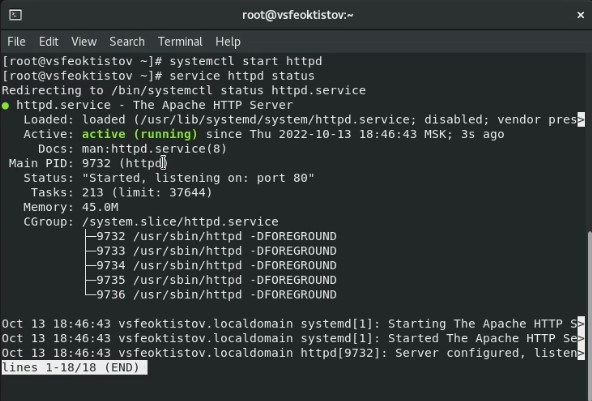 root@vsfeoktistov:~
File Edit View Search Terminal Help
[root@vsfeoktistov ~]# systemctl start httpd
[root@vsfeoktistov ~]# service httpd status
Redirecting to /bin/systemctl status httpd.service
● httpd.service - The Apache HTTP Server
   Loaded: loaded (/usr/lib/systemd/system/httpd.service; disabled; vendor pres>
   Active: active (running) since Thu 2022-10-13 18:46:43 MSK; 3s ago
     Docs: man:httpd.service(8)
 Main PID: 9732 (httpd)
   Status: "Started, listening on: port 80"
    Tasks: 213 (limit: 37644)
   Memory: 45.0M
   CGroup: /system.slice/httpd.service
           ├─9732 /usr/sbin/httpd -DFOREGROUND
           ├─9733 /usr/sbin/httpd -DFOREGROUND
           ├─9734 /usr/sbin/httpd -DFOREGROUND
           ├─9735 /usr/sbin/httpd -DFOREGROUND
           └─9736 /usr/sbin/httpd -DFOREGROUND
Oct 13 18:46:43 vsfeoktistov.localdomain systemd[1]: Starting The Apache HTTP S>
Oct 13 18:46:43 vsfeoktistov.localdomain systemd[1]: Started The Apache HTTP Se>
Oct 13 18:46:43 vsfeoktistov.localdomain httpd[9732]: Server configured, listen>
lines 1-18/18 (END)